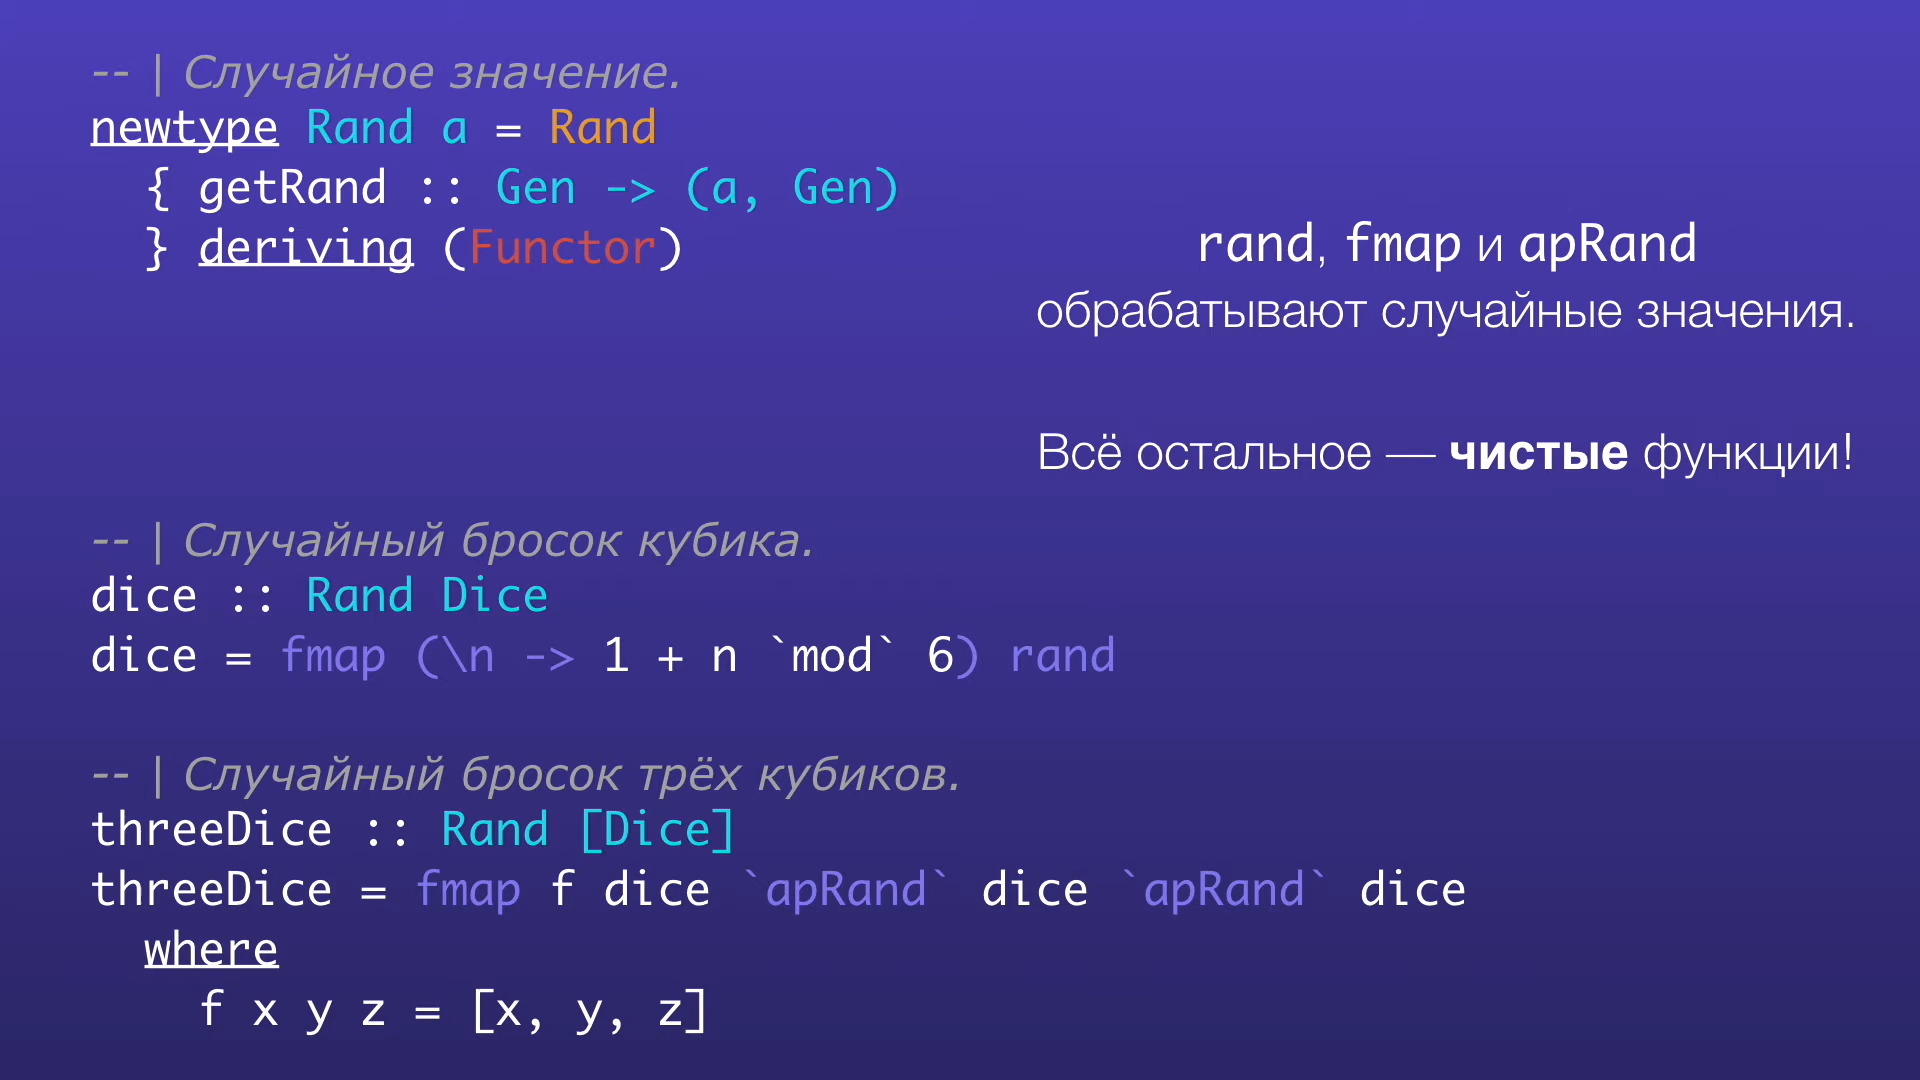 -- | Случайное значение.
newtype Rand a = Rand
  { getRand :: Gen -> (a, Gen)
  } deriving (Functor)
rand, fmap и apRand
обрабатывают случайные значения.
Всё остальное — чистые функции!
-- | Случайный бросок кубика.
dice :: Rand Dice
dice = fmap (\n -> 1 + n `mod` 6) rand
-- | Случайный бросок трёх кубиков.
threeDice :: Rand [Dice]
threeDice = fmap f dice `apRand` dice `apRand` dice
  where
    f x y z = [x, y, z]